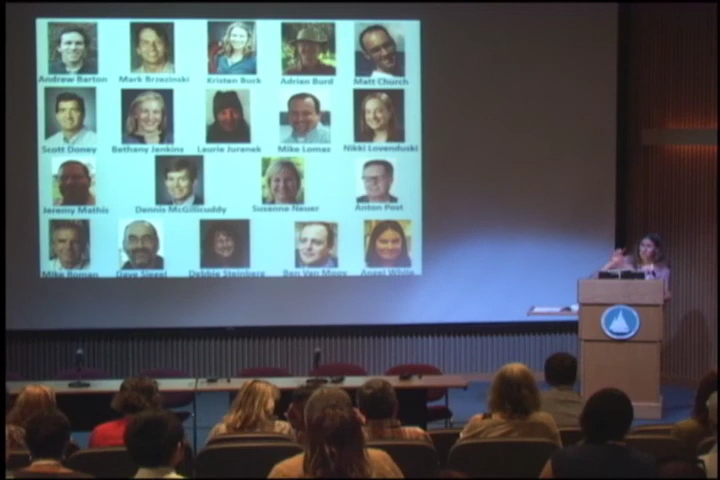 Andrew Barton Mark Brzezinski Kristen Buck Adrian Burd Matt Church
Scott Doney Bethany Jenkins Laurie Juranek Mike Lomas Nikki Lovenduski
Jeremy Mathis Dennis McGillicuddy Susanne Neuer Anton Post
Mike Roman Dave Siegel Debbie Steinberg Ben Van Mooy Angel White